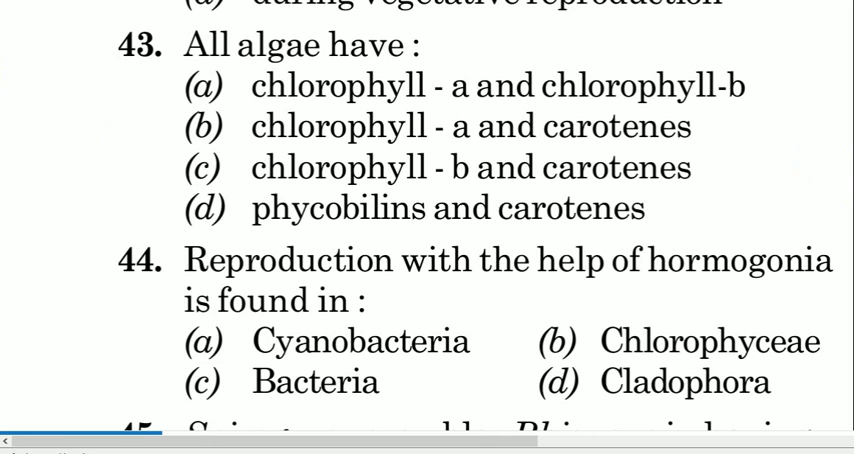 43. All algae have :
(a) chlorophyll - a and chlorophyll-b
(b) chlorophyll - a and carotenes
(c) chlorophyll - b and carotenes
(d) phycobilins and carotenes
44. Reproduction with the help of hormogonia
is found in :
(a) Cyanobacteria (b) Chlorophyceae
(c) Bacteria (d) Cladophora